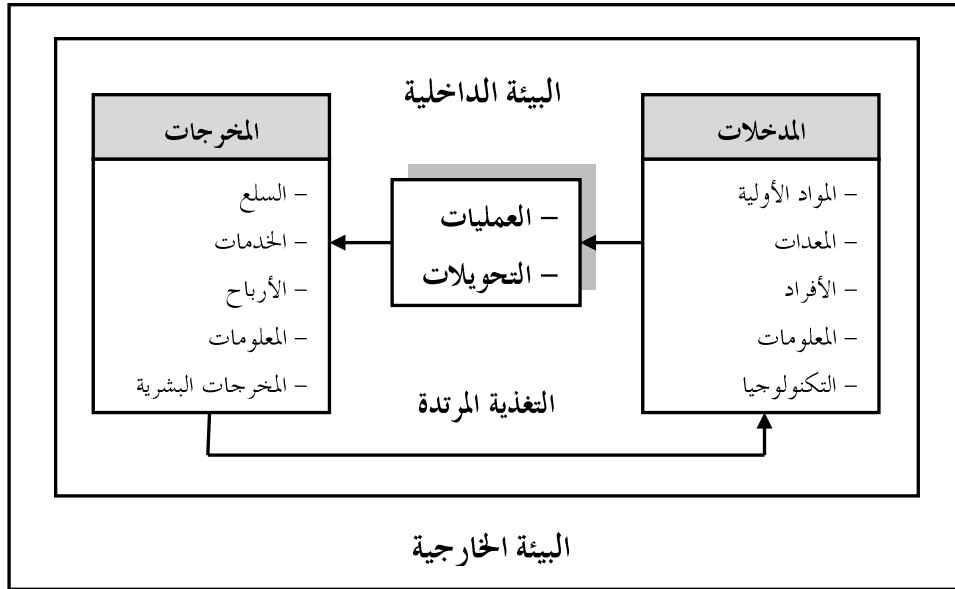 البيئة الداخلية
المدخلات
– المواد الأولية
– المعدات
– الأفراد
– المعلومات
– التكنولوجيا
– العمليات
– التحويلات
المخرجات
– السلع
– الخدمات
– الأرباح
– المعلومات
– المخرجات البشرية
التغذية المرتدة
البيئة الخارجية